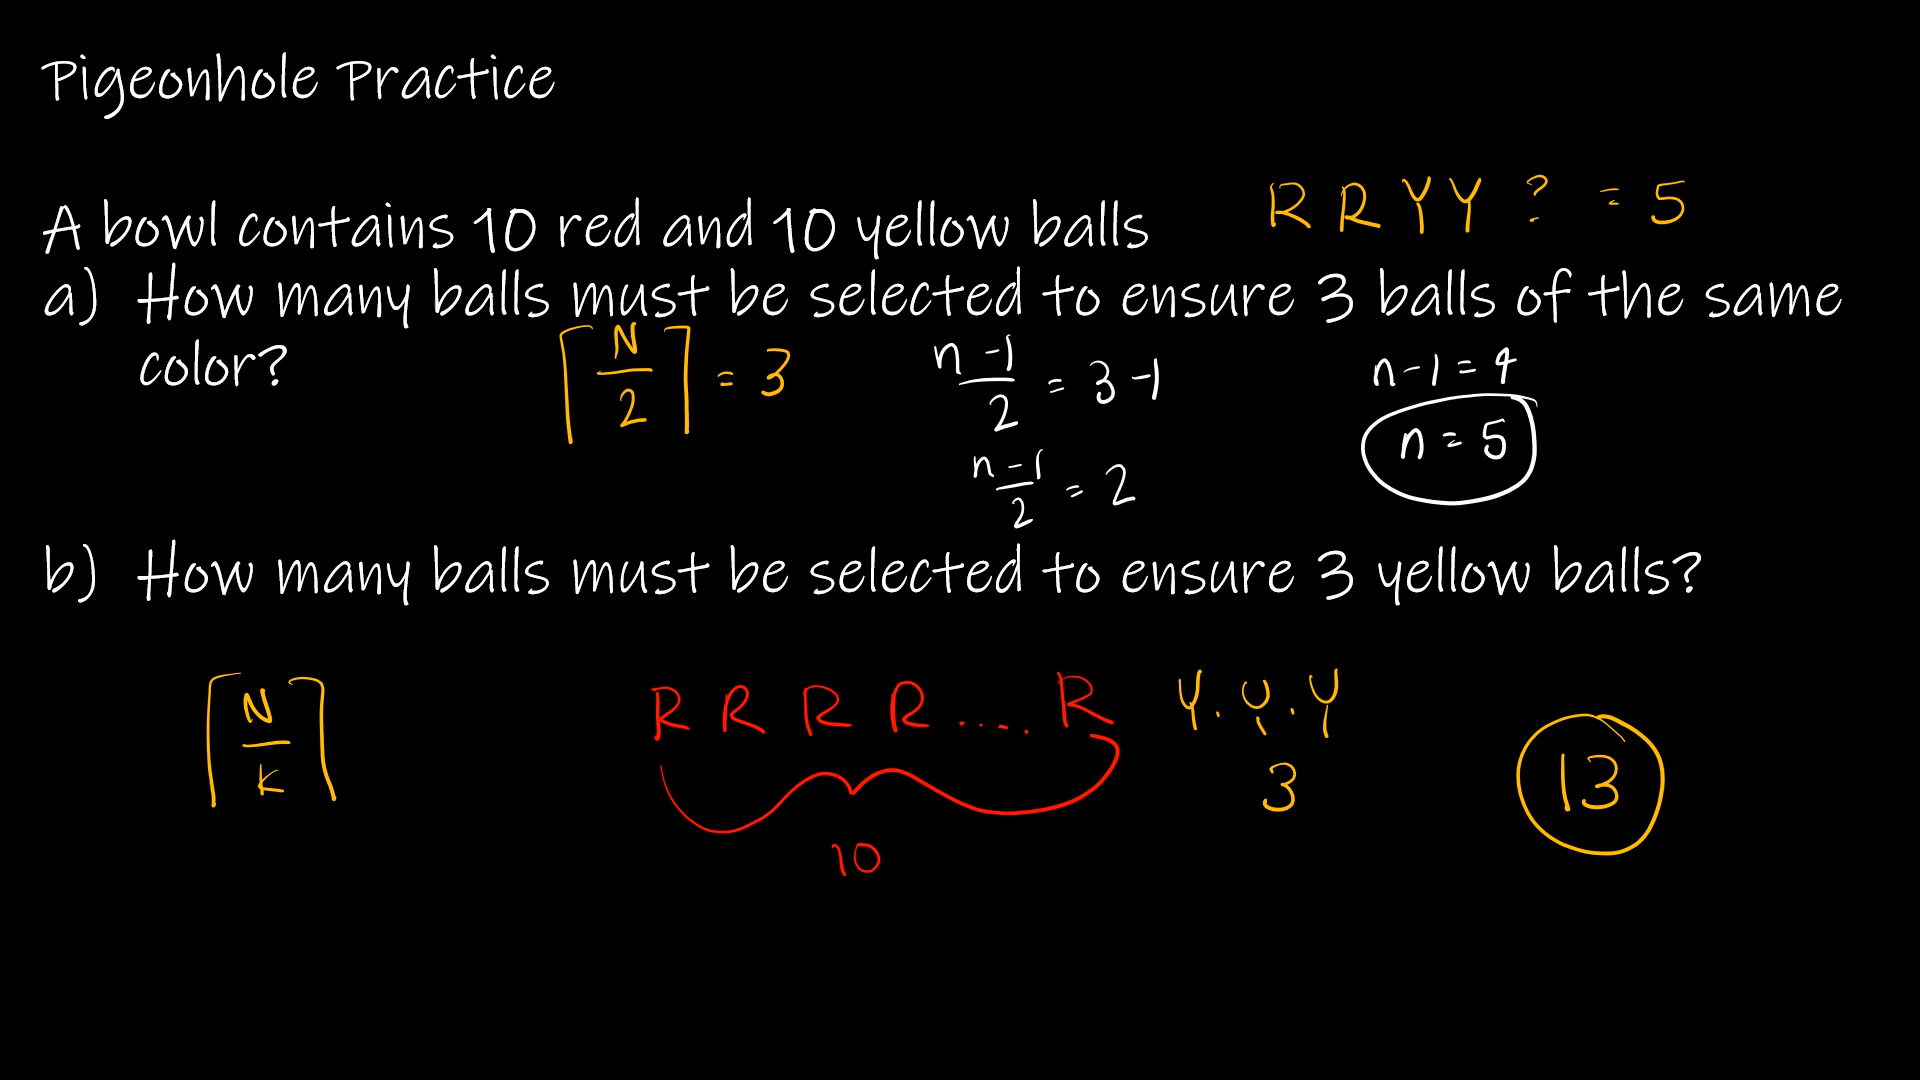 Pigeonhole Practice
A bowl contains 10 red and 10 yellow balls
R R Y Y ? = 5
a) How many balls must be selected to ensure 3 balls of the same
color?
⌈N/2⌉ = 3
n-1/2 = 3-1
n-1/2 = 2
n-1 = 4
n = 5
b) How many balls must be selected to ensure 3 yellow balls?
⌈N/K⌉
R R R R .... R Y . Y . Y
10
3
13